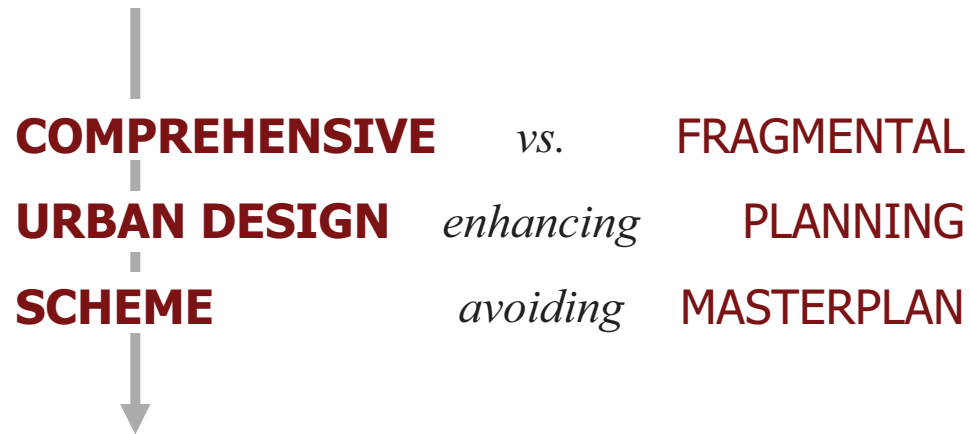 COMPREHENSIVE vs. FRAGMENTAL
URBAN DESIGN enhancing PLANNING
SCHEME avoiding MASTERPLAN